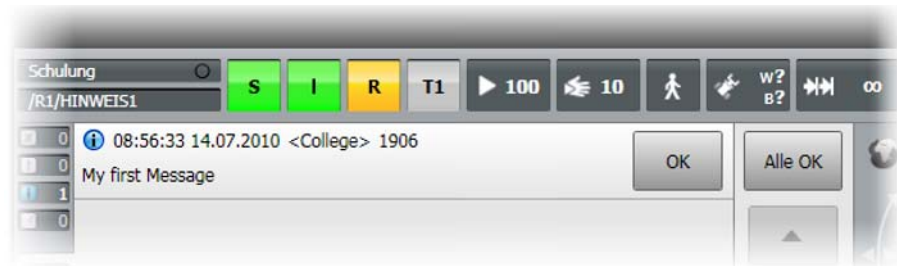 Schulung
/R1/HINWEIS1
S I R T1 100 10 W? B? ∞
0
0
1
0
08:56:33 14.07.2010 <College> 1906
My first Message
OK
Alle OK